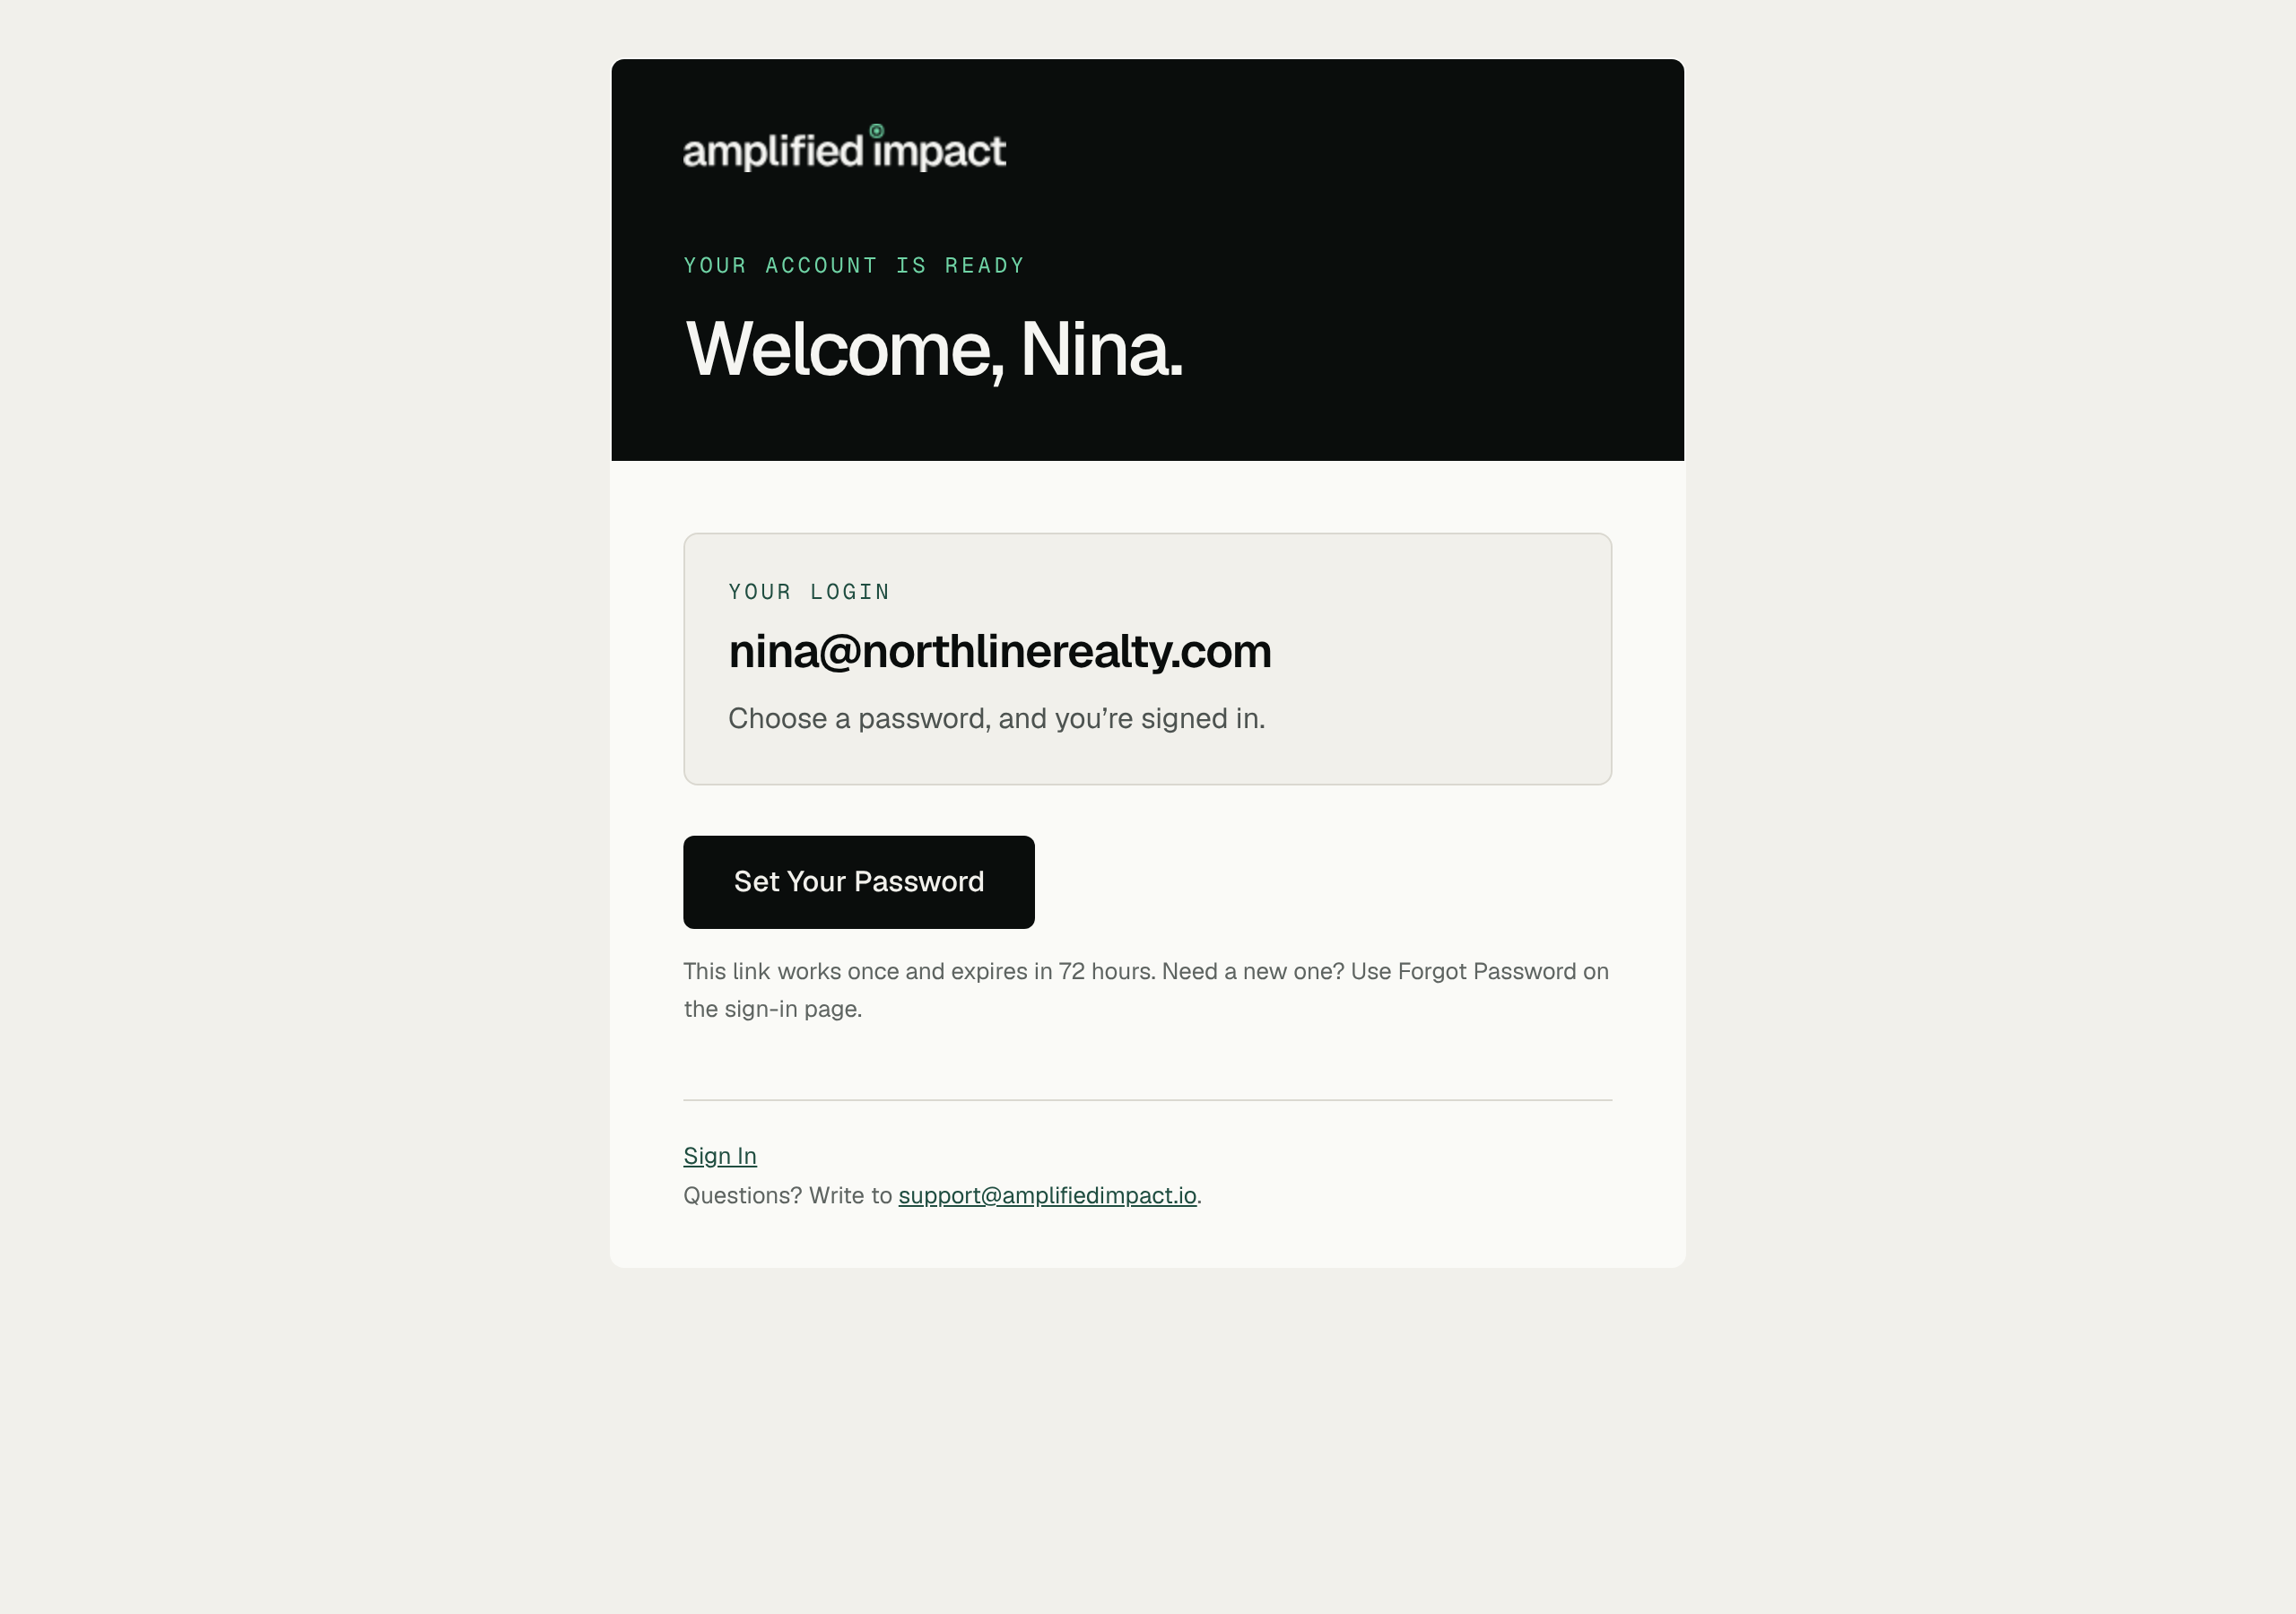 amplified impact
YOUR ACCOUNT IS READY
Welcome, Nina.
YOUR LOGIN
nina@northlinerealty.com
Choose a password, and you’re signed in.
Set Your Password
This link works once and expires in 72 hours. Need a new one? Use Forgot Password on
the sign-in page.
Sign In
Questions? Write to support@amplifiedimpact.io.